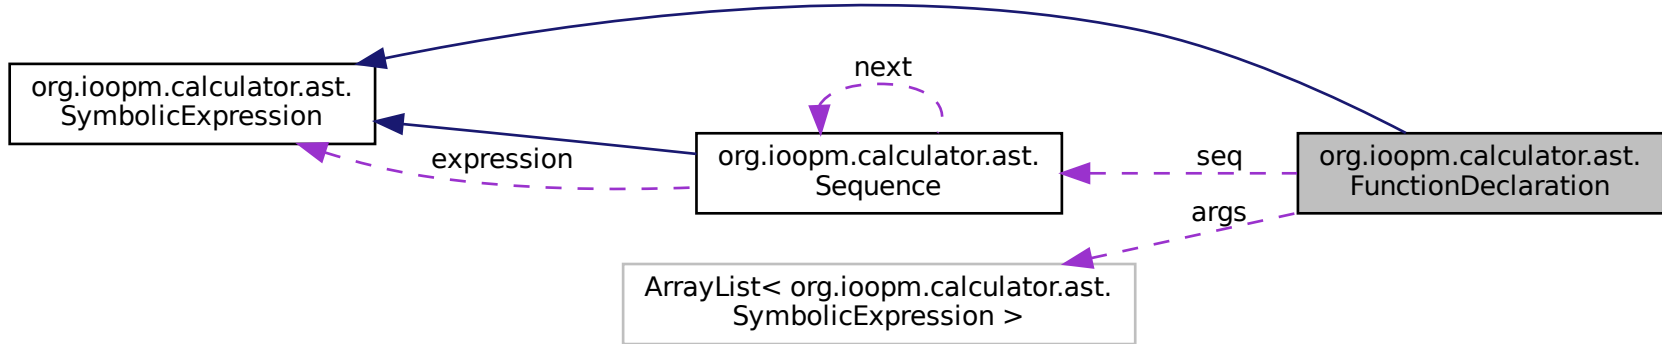 next
org.ioopm.calculator.ast.
SymbolicExpression
expression
org.ioopm.calculator.ast.
Sequence
seq
org.ioopm.calculator.ast.
FunctionDeclaration
args
ArrayList< org.ioopm.calculator.ast.
SymbolicExpression >